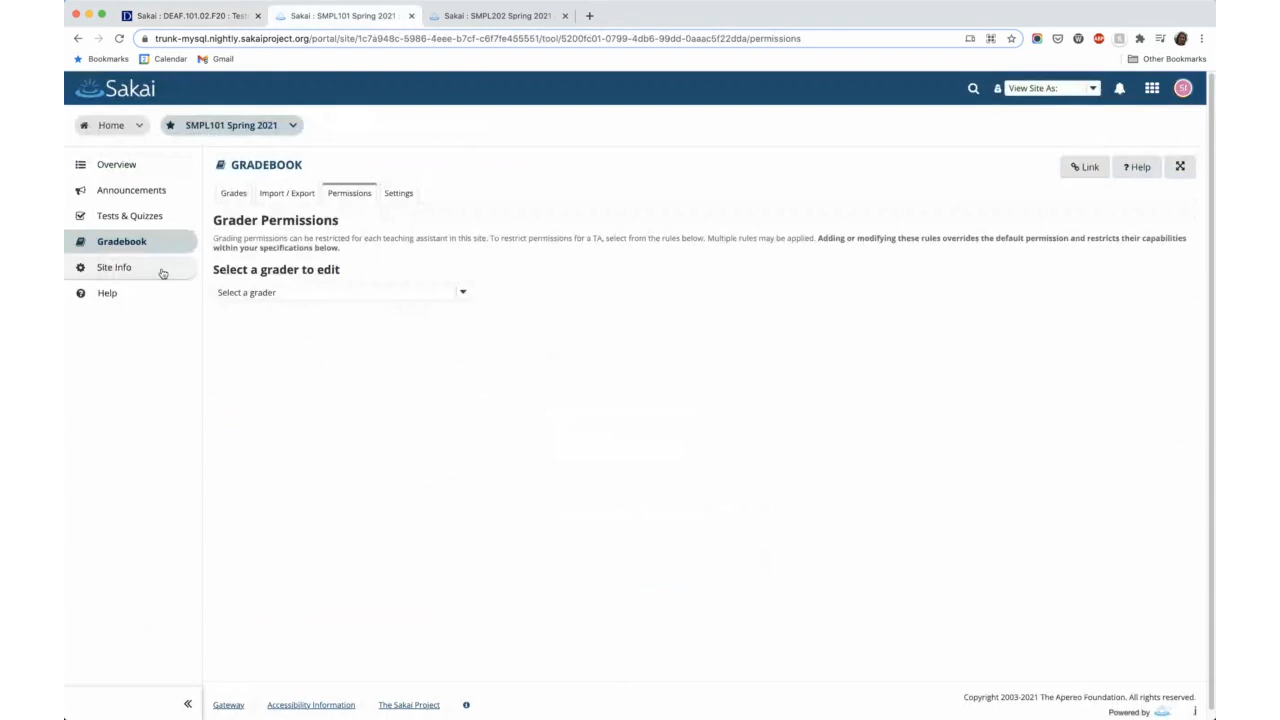 Sakai : DEAF.101.02.F20 : Tests
Sakai : SMPL101 Spring 2021 :
Sakai : SMPL202 Spring 2021
trunk-mysql.nightly.sakaiproject.org/portal/site/1c7a948c-5986-4eee-b7cf-c6f7fe455551/tool/5200fc01-0799-4db6-99dd-0aaac5f22dda/permissions
Bookmarks
Calendar
Gmail
Other Bookmarks
Sakai
View Site As:
Home
SMPL101 Spring 2021
Overview
Announcements
Tests & Quizzes
Gradebook
Site Info
Help
GRADEBOOK
Link
? Help
Grades
Import / Export
Permissions
Settings
Grader Permissions
Grading permissions can be restricted for each teaching assistant in this site. To restrict permissions for a TA, select from the rules below. Multiple rules may be applied. Adding or modifying these rules overrides the default permission and restricts their capabilities
within your specifications below.
Select a grader to edit
Select a grader
Gateway
Accessibility Information
The Sakai Project
Copyright 2003-2021 The Apereo Foundation. All rights reserved.
Powered by